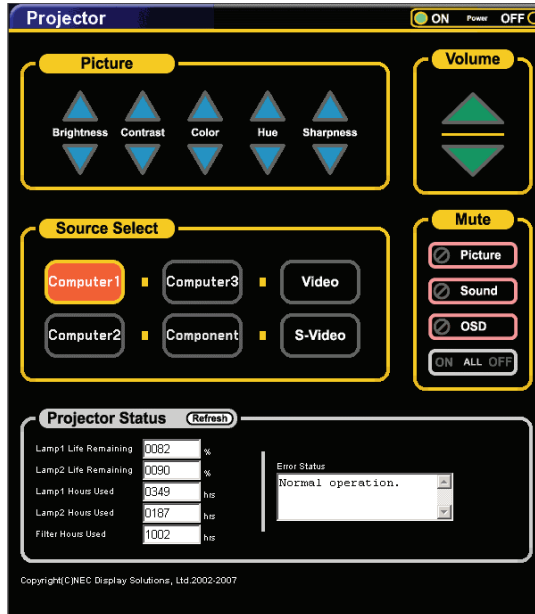 Projector
ON Power OFF
Picture
Brightness Contrast Color Hue Sharpness
Volume
Source Select
Computer1 Computer3 Video
Computer2 Component S-Video
Mute
Picture
Sound
OSD
ON ALL OFF
Projector Status Refresh
Lamp1 Life Remaining 0082 %
Lamp2 Life Remaining 0090 %
Lamp1 Hours Used 0349 hrs
Lamp2 Hours Used 0187 hrs
Filter Hours Used 1002 hrs
Error Status
Normal operation.
Copyright(C)NEC Display Solutions, Ltd.2002-2007